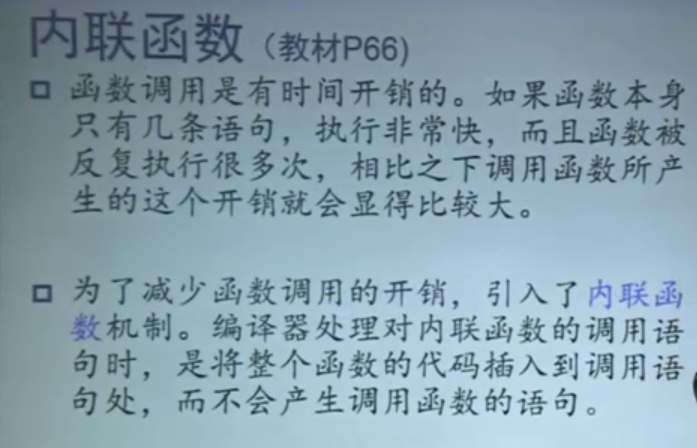 内联函数（教材P66)
函数调用是有时间开销的。如果函数本身
只有几条语句，执行非常快，而且函数被
反复执行很多次，相比之下调用函数所产
生的这个开销就会显得比较大。
为了减少函数调用的开销，引入了内联函
数机制。编译器处理对内联函数的调用语
句时，是将整个函数的代码插入到调用语
句处，而不会产生调用函数的语句。